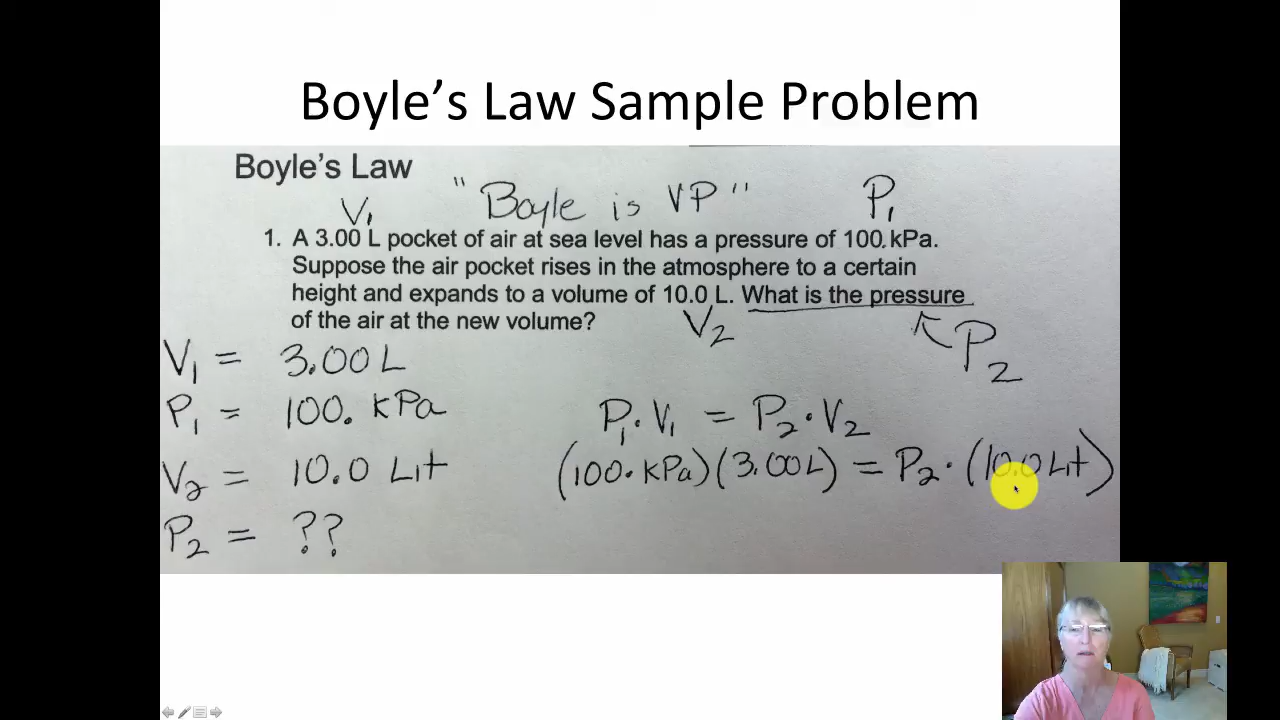 Boyle's Law Sample Problem
Boyle's Law
V1 "Boyle is VP" P1
1. A 3.00 L pocket of air at sea level has a pressure of 100. kPa.
Suppose the air pocket rises in the atmosphere to a certain
height and expands to a volume of 10.0 L. What is the pressure
of the air at the new volume?
V2 P2
V1 = 3.00 L
P1 = 100. kPa
P1 · V1 = P2 · V2
V2 = 10.0 Lit
(100. kPa)(3.00 L) = P2 · (10.0 Lit)
P2 = ??